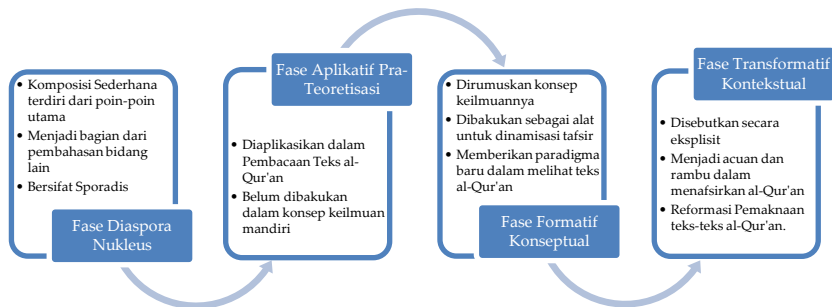 • Komposisi Sederhana
terdiri dari poin-poin
utama
• Menjadi bagian dari
pembahasan bidang
lain
• Bersifat Sporadis
Fase Diaspora
Nukleus
Fase Aplikatif Pra-
Teoretisasi
• Diaplikasikan dalam
Pembacaan Teks al-
Qur'an
• Belum dibakukan
dalam konsep keilmuan
mandiri
• Dirumuskan konsep
keilmuannya
• Dibakukan sebagai alat
untuk dinamisasi tafsir
• Memberikan paradigma
baru dalam melihat teks
al-Qur'an
Fase Formatif
Konseptual
Fase Transformatif
Kontekstual
• Disebutkan secara
eksplisit
• Menjadi acuan dan
rambu dalam
menafsirkan al-Qur'an
• Reformasi Pemaknaan
teks-teks al-Qur'an.